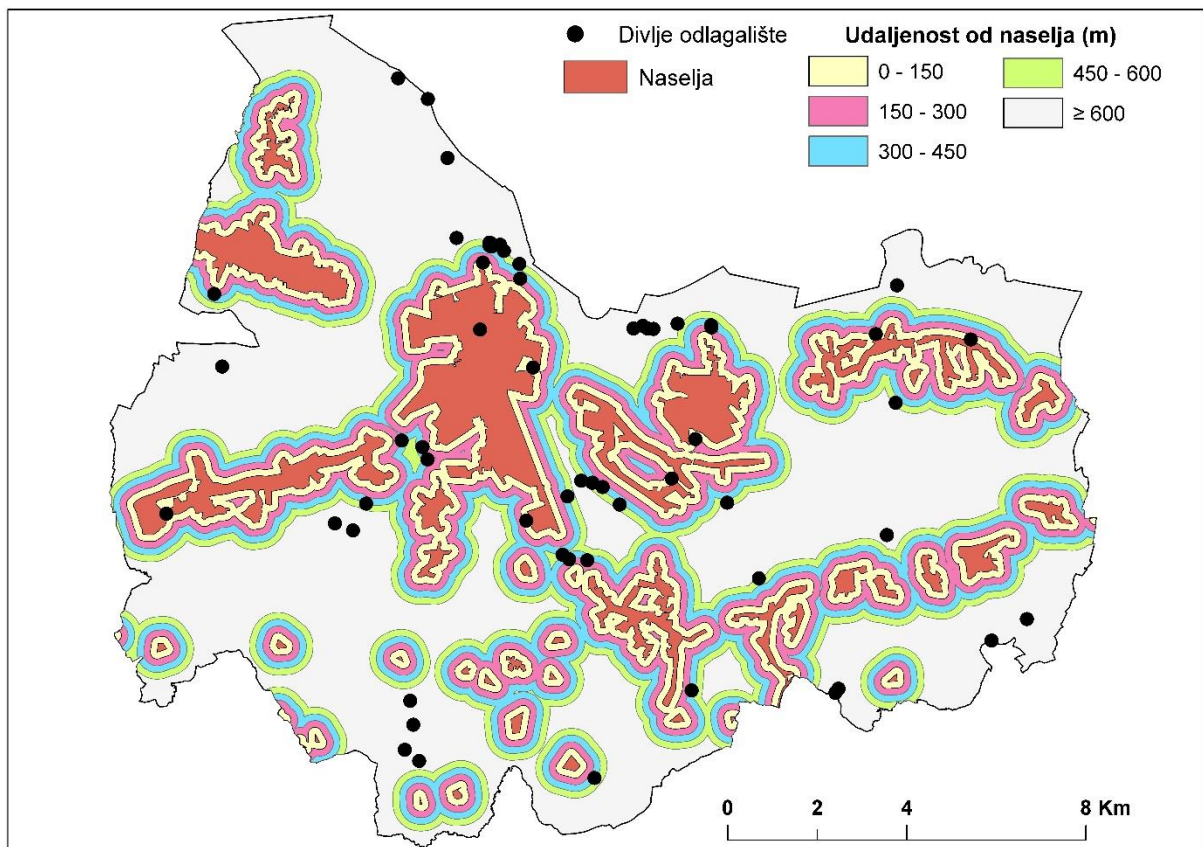 Divlje odlagalište
Naselja
Udaljenost od naselja (m)
0 - 150
150 - 300
300 - 450
450 - 600
≥ 600
0 2 4 8 Km